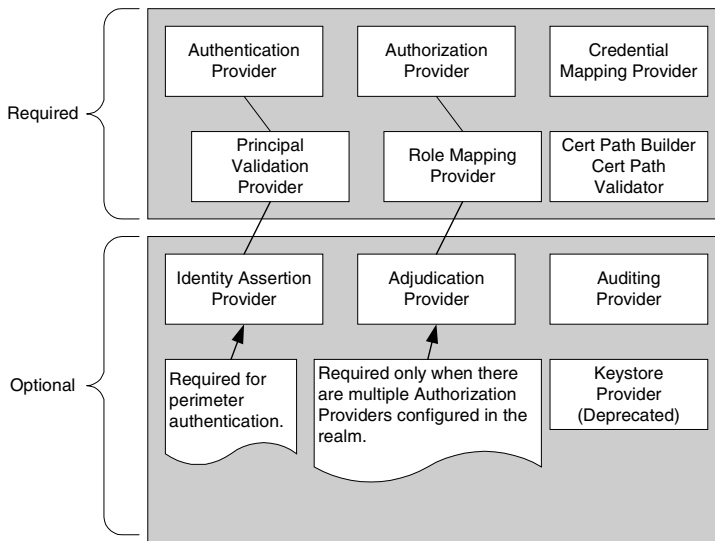 Required
Authentication
Provider
Authorization
Provider
Credential
Mapping Provider
Principal
Validation
Provider
Role Mapping
Provider
Cert Path Builder
Cert Path
Validator
Optional
Identity Assertion
Provider
Adjudication
Provider
Auditing
Provider
Required for
perimeter
authentication.
Required only when there
are multiple Authorization
Providers configured in the
realm.
Keystore
Provider
(Deprecated)